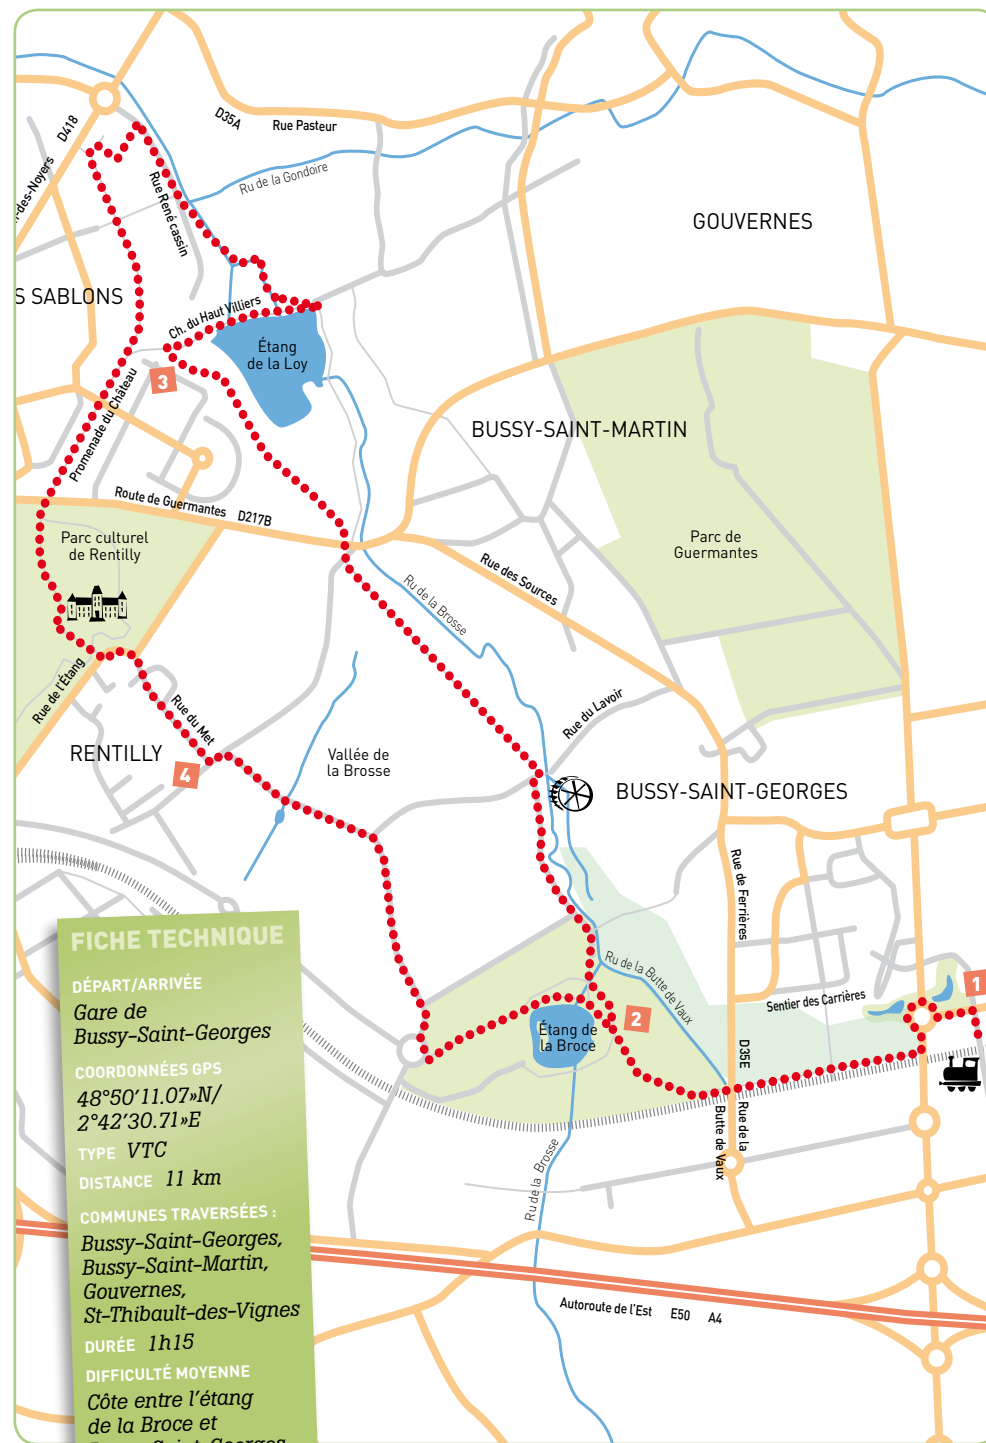 D35A
Rue Pasteur
D418
-des-Noyers
Rue René cassin
Ru de la Gondoire
GOUVERNES
S SABLONS
Ch. du Haut Villiers
Étang
de la Loy
3
Promenade du Château
BUSSY-SAINT-MARTIN
Route de Guermantes D217B
Parc culturel
de Rentilly
Parc de
Guermantes
Rue des Sources
Ru de la Brosse
Rue de l'Étang
Rue du Met
Rue du Lavoir
RENTILLY
4
Vallée de
la Brosse
BUSSY-SAINT-GEORGES
Rue de Ferrières
Ru de la Butte de Vaux
Sentier des Carrières
1
2
Étang de
la Broce
D35E
Rue de la
Butte de Vaux
Ru de la Brosse
Autoroute de l'Est E50 A4
FICHE TECHNIQUE
DÉPART/ARRIVÉE
Gare de
Bussy-Saint-Georges
COORDONNÉES GPS
48°50'11.07»N/
2°42'30.71»E
TYPE VTC
DISTANCE 11 km
COMMUNES TRAVERSÉES :
Bussy-Saint-Georges,
Bussy-Saint-Martin,
Gouvernes,
St-Thibault-des-Vignes
DURÉE 1h15
DIFFICULTÉ MOYENNE
Côte entre l'étang
de la Broce et
Bussy-Saint-Georges